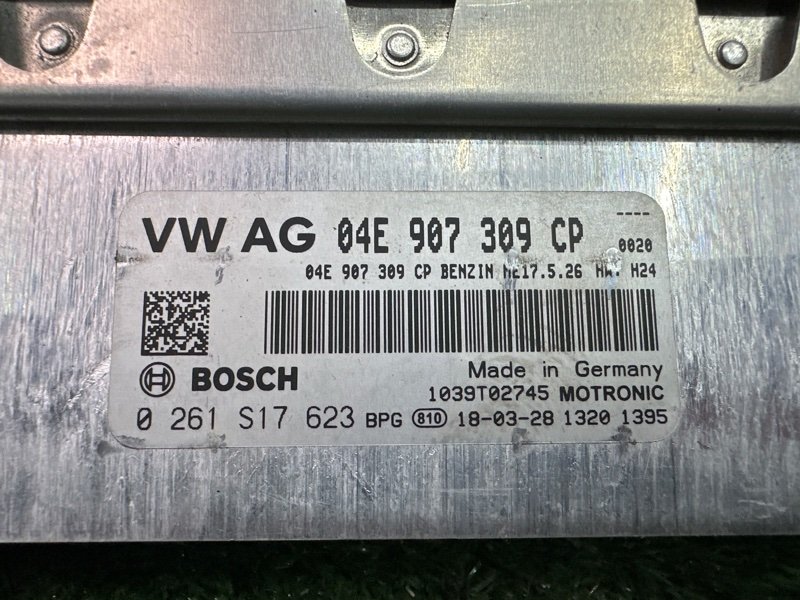 ----
VW AG 04E 907 309 CP 0020
04E 907 309 CP BENZIN ME17.5.26 HW: H24
BOSCH
Made in Germany
1039T02745 MOTRONIC
0 261 S17 623 BPG 810 18-03-28 1320 1395